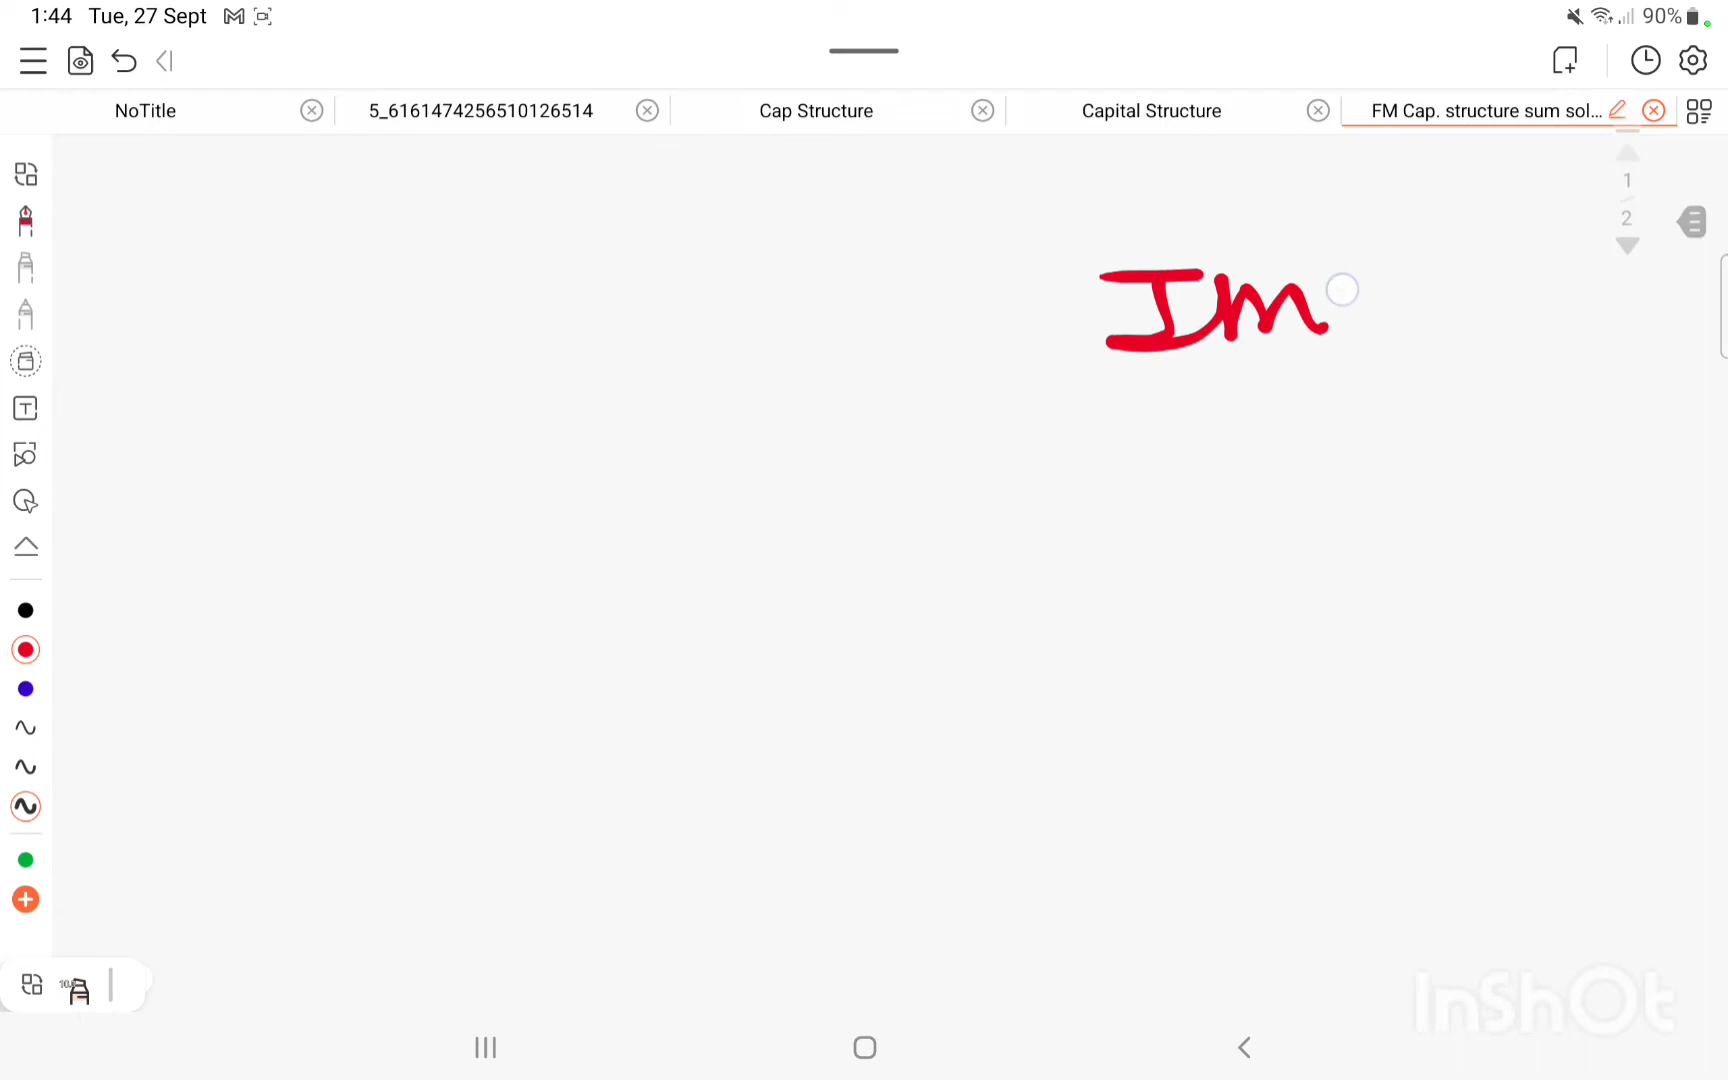 1:44 Tue, 27 Sept 90%
NoTitle 5_6161474256510126514 Cap Structure Capital Structure FM Cap. structure sum sol...
1
2
Im
InShOt